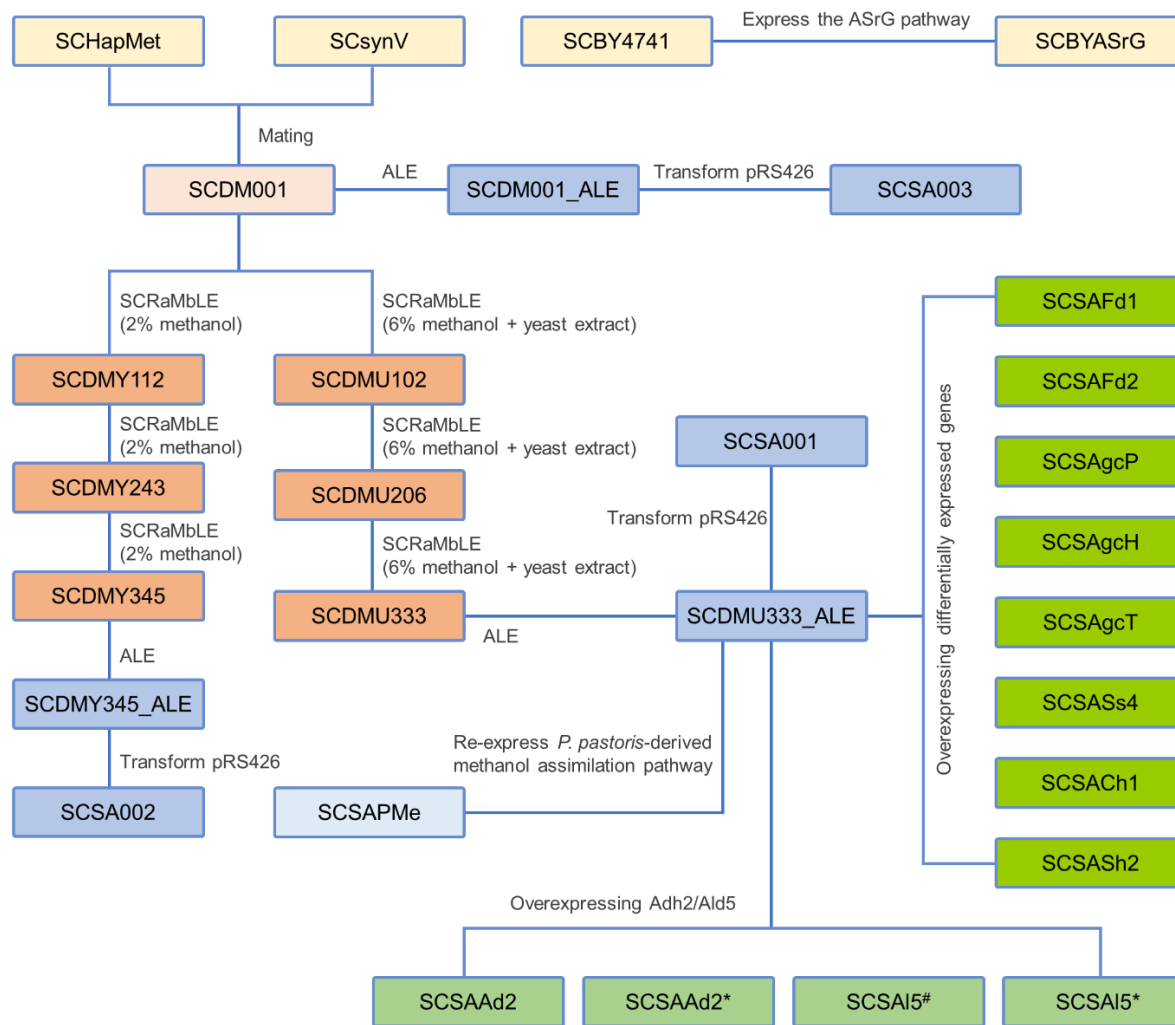 SCHapMet
SCsynV
SCBY4741
Express the ASrG pathway
SCBYASrG
Mating
SCDM001
ALE
SCDM001_ALE
Transform pRS426
SCSA003
SCRaMbLE
(2% methanol)
SCRaMbLE
(6% methanol + yeast extract)
SCDMY112
SCDMU102
SCRaMbLE
(2% methanol)
SCRaMbLE
(6% methanol + yeast extract)
SCDMY243
SCDMU206
SCRaMbLE
(2% methanol)
SCRaMbLE
(6% methanol + yeast extract)
SCDMY345
SCDMU333
ALE
SCDMU333_ALE
Transform pRS426
SCSA001
ALE
SCDMY345_ALE
Transform pRS426
SCSA002
Re-express P. pastoris-derived
methanol assimilation pathway
SCSAPMe
Overexpressing differentially expressed genes
SCSAFd1
SCSAFd2
SCSAgcP
SCSAgcH
SCSAgcT
SCSASs4
SCSACh1
SCSASh2
Overexpressing Adh2/Ald5
SCSAAd2
SCSAAd2*
SCSAl5#
SCSAl5*